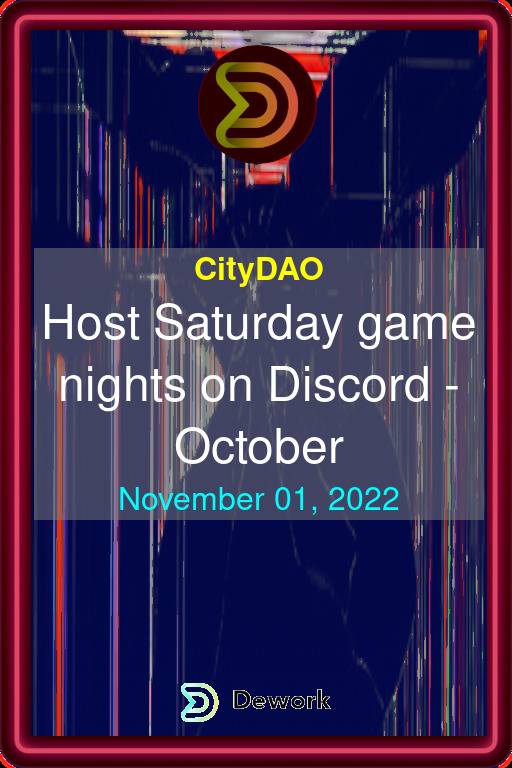 CityDAO
Host Saturday game
nights on Discord -
October
November 01, 2022
Dework